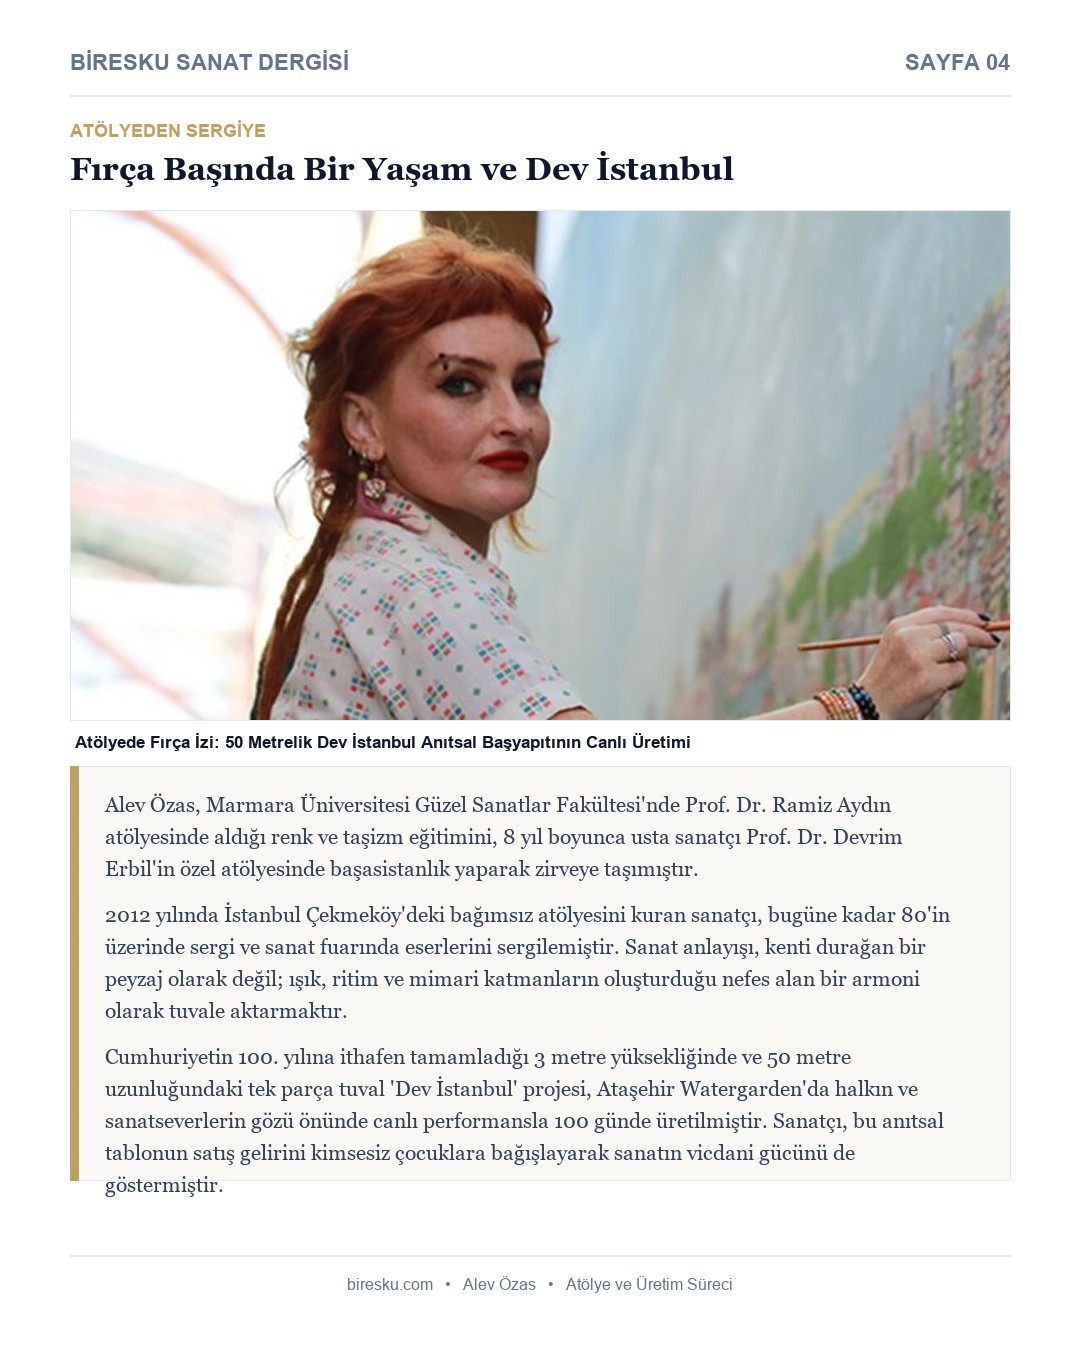 BİRESKU SANAT DERGİSİ
SAYFA 04
ATÖLYEDEN SERGİYE
Fırça Başında Bir Yaşam ve Dev İstanbul
Atölyede Fırça İzi: 50 Metrelik Dev İstanbul Anıtsal Başyapıtının Canlı Üretimi
Alev Özas, Marmara Üniversitesi Güzel Sanatlar Fakültesi'nde Prof. Dr. Ramiz Aydın
atölyesinde aldığı renk ve taşizm eğitimini, 8 yıl boyunca usta sanatçı Prof. Dr. Devrim
Erbil'in özel atölyesinde başasistanlık yaparak zirveye taşımıştır.
2012 yılında İstanbul Çekmeköy'deki bağımsız atölyesini kuran sanatçı, bugüne kadar 80'in
üzerinde sergi ve sanat fuarında eserlerini sergilemiştir. Sanat anlayışı, kenti durağan bir
peyzaj olarak değil; ışık, ritim ve mimari katmanların oluşturduğu nefes alan bir armoni
olarak tuvale aktarmaktır.
Cumhuriyetin 100. yılına ithafen tamamladığı 3 metre yüksekliğinde ve 50 metre
uzunluğundaki tek parça tuval 'Dev İstanbul' projesi, Ataşehir Watergarden'da halkın ve
sanatseverlerin gözü önünde canlı performansla 100 günde üretilmiştir. Sanatçı, bu anıtsal
tablonun satış gelirini kimsesiz çocuklara bağışlayarak sanatın vicdani gücünü de
göstermiştir.
biresku.com • Alev Özas • Atölye ve Üretim Süreci